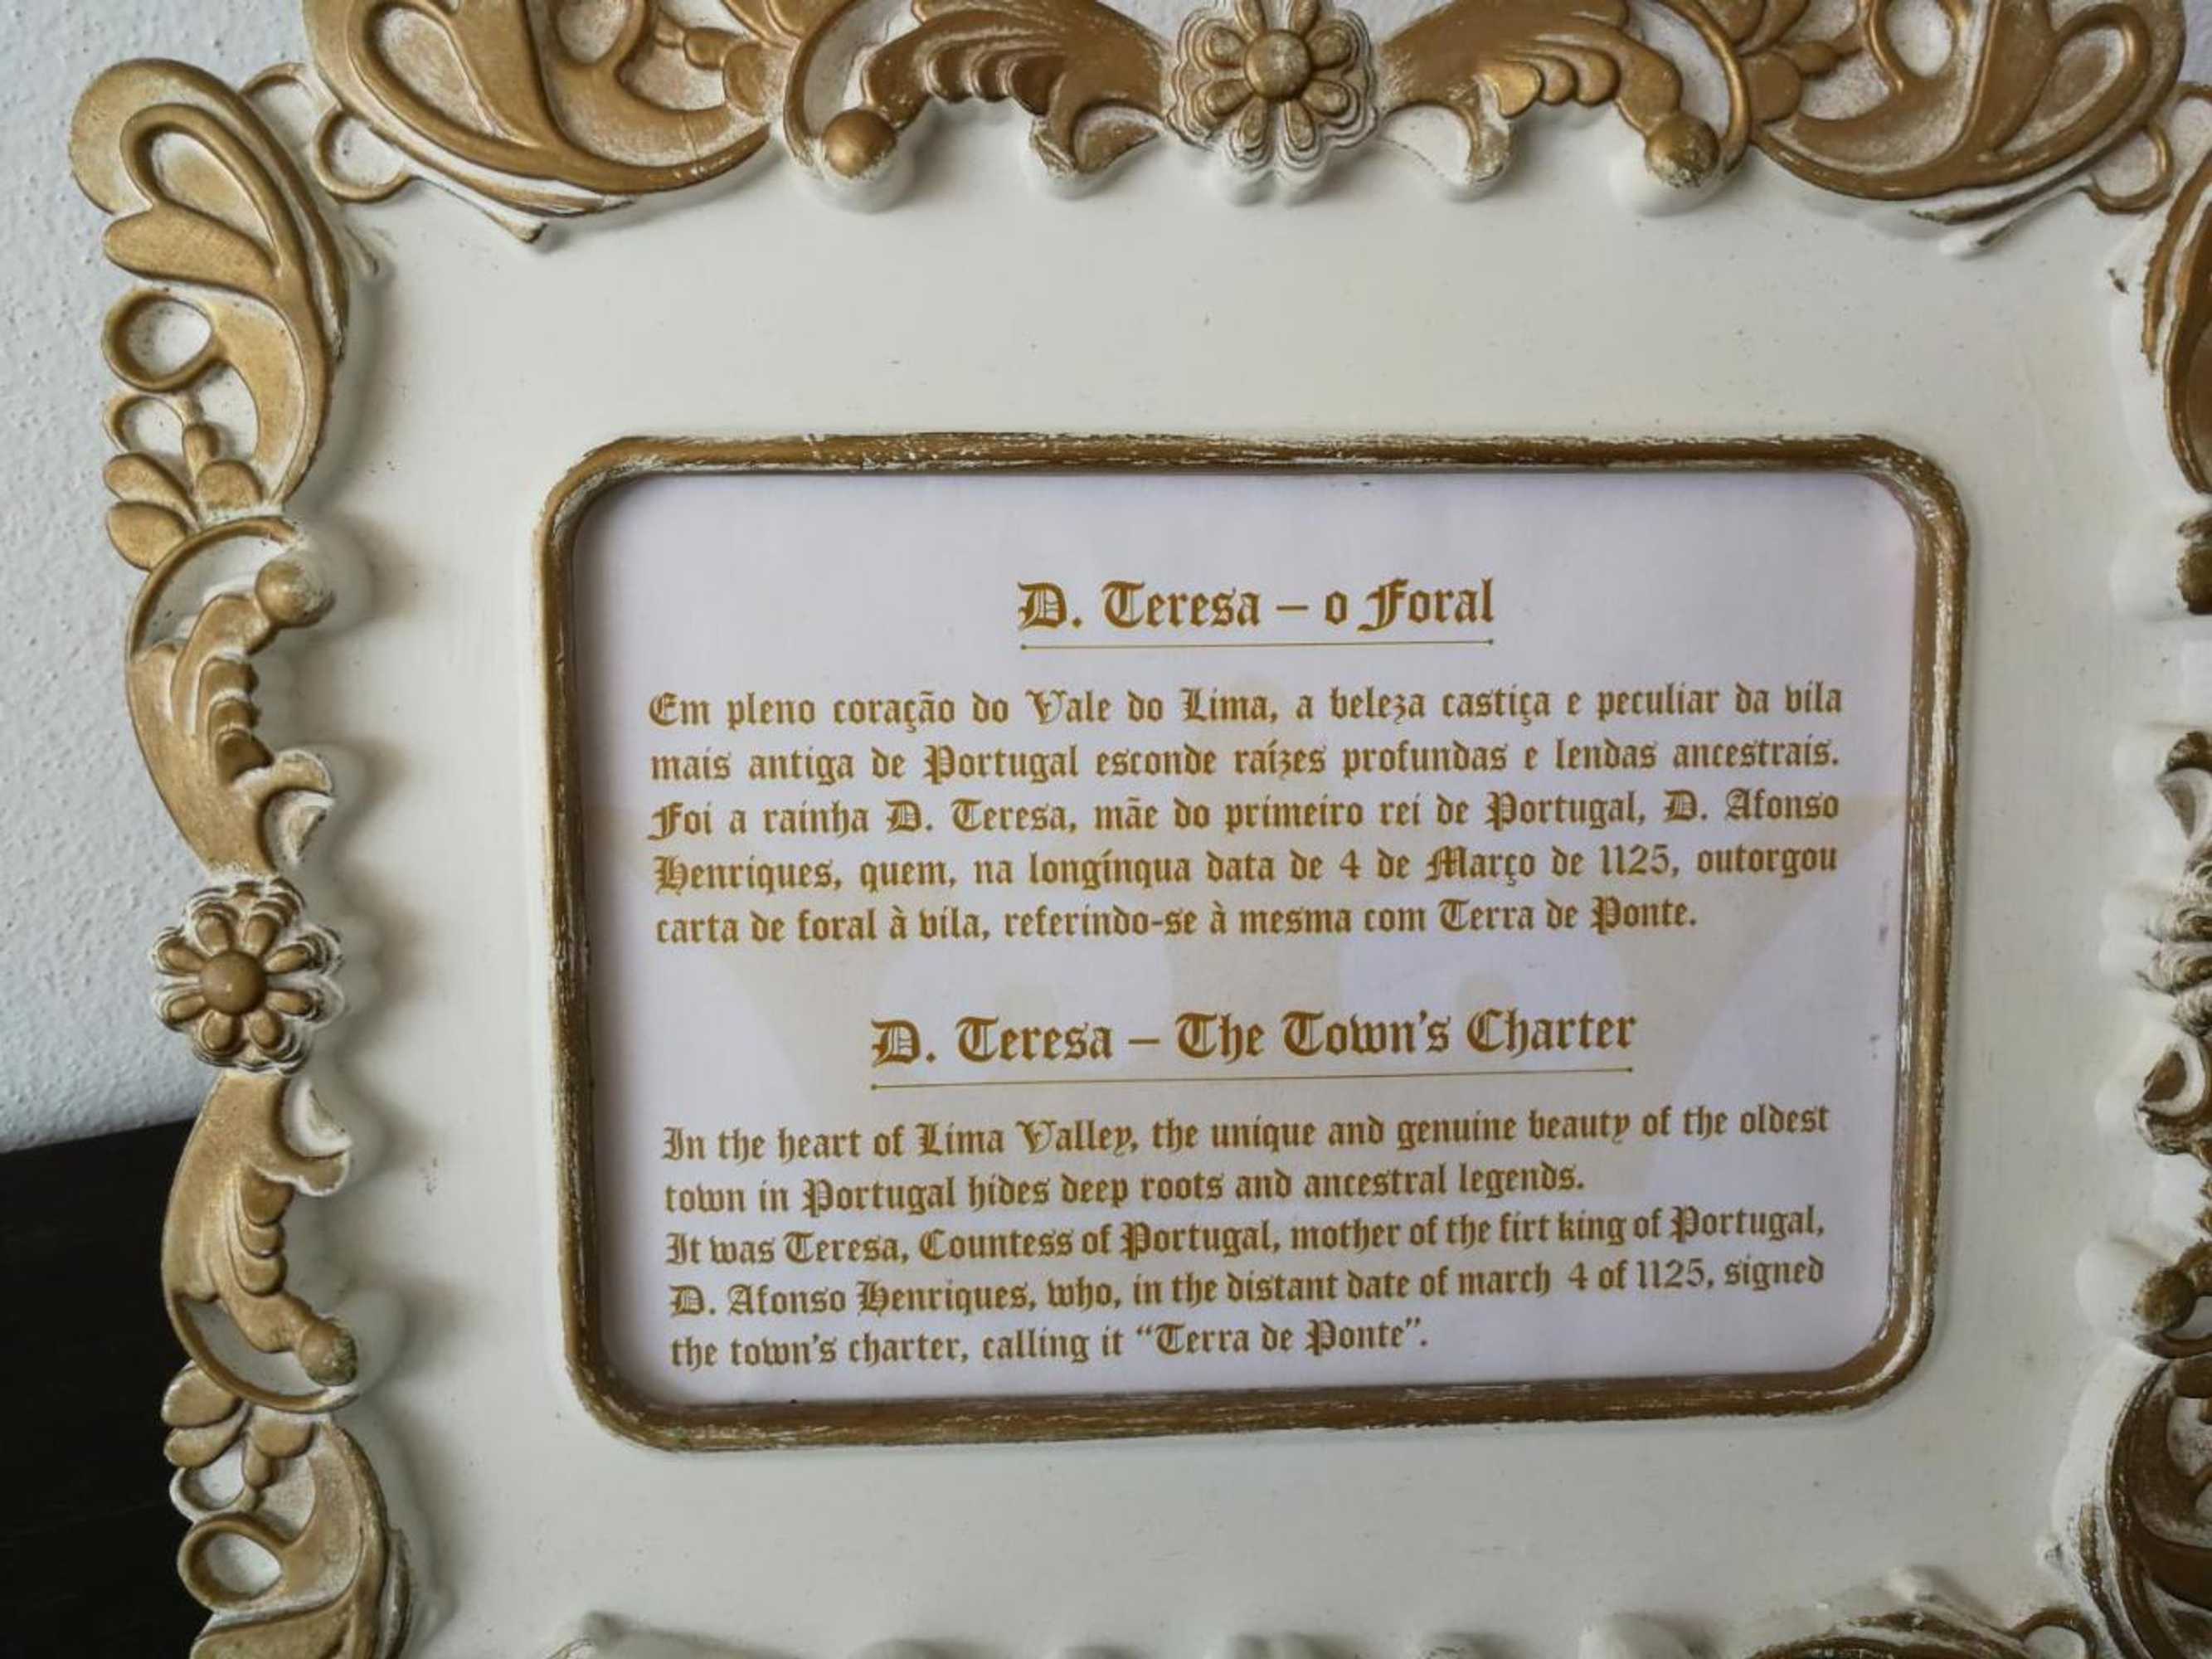 D. Teresa – o Foral
Em pleno coração do Vale do Lima, a beleza castiça e peculiar da vila
mais antiga de Portugal esconde raízes profundas e lendas ancestrais.
Foi a rainha D. Teresa, mãe do primeiro rei de Portugal, D. Afonso
Henriques, quem, na longínqua data de 4 de Março de 1125, outorgou
carta de foral à vila, referindo-se à mesma com Terra de Ponte.
D. Teresa – The Town's Charter
In the heart of Lima Valley, the unique and genuine beauty of the oldest
town in Portugal hides deep roots and ancestral legends.
It was Teresa, Countess of Portugal, mother of the firt king of Portugal,
D. Afonso Henriques, who, in the distant date of march 4 of 1125, signed
the town's charter, calling it “Terra de Ponte”.